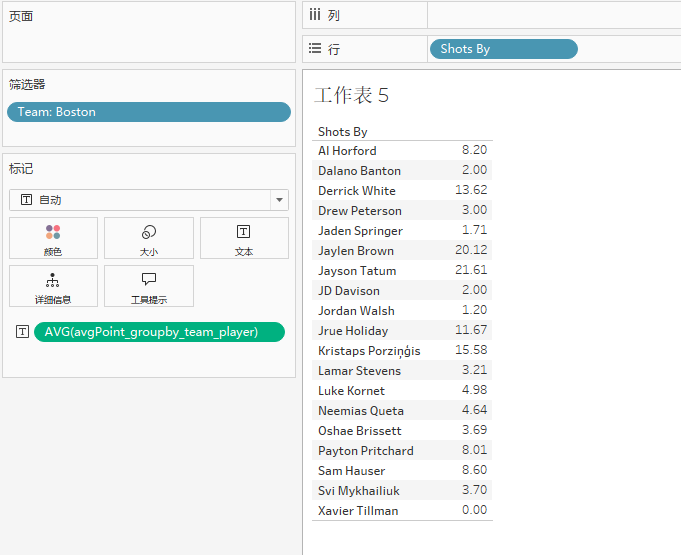 页面
筛选器
Team: Boston
标记
自动
颜色
大小
文本
详细信息
工具提示
AVG(avgPoint_groupby_team_player)
列
行
Shots By
工作表 5
Shots By
Al Horford 8.20
Dalano Banton 2.00
Derrick White 13.62
Drew Peterson 3.00
Jaden Springer 1.71
Jaylen Brown 20.12
Jayson Tatum 21.61
JD Davison 2.00
Jordan Walsh 1.20
Jrue Holiday 11.67
Kristaps Porziņģis 15.58
Lamar Stevens 3.21
Luke Kornet 4.98
Neemias Queta 4.64
Oshae Brissett 3.69
Payton Pritchard 8.01
Sam Hauser 8.60
Svi Mykhailiuk 3.70
Xavier Tillman 0.00